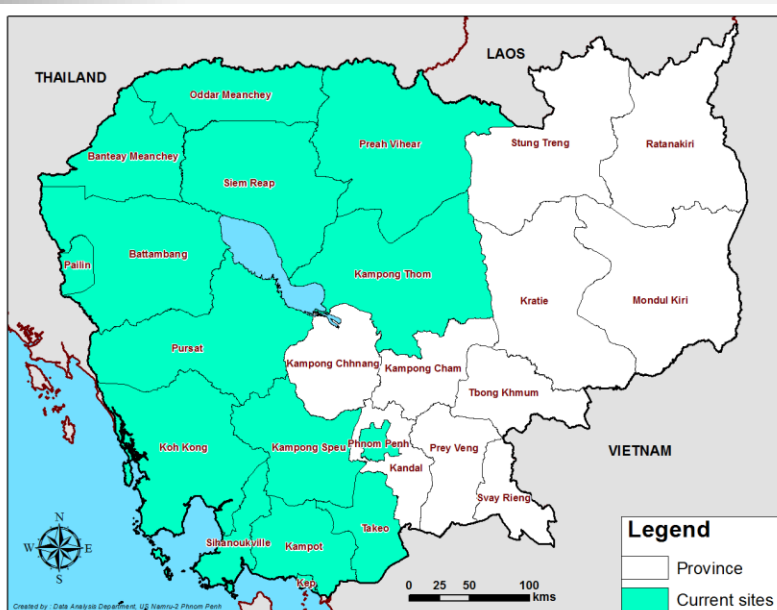 THAILAND
LAOS
Oddar Meanchey
Preah Vihear
Stung Treng
Ratanakiri
Banteay Meanchey
Siem Reap
Battambang
Pailin
Kampong Thom
Kratie
Mondul Kiri
Pursat
Kampong Chhnang
Kampong Cham
Tbong Khmum
Koh Kong
Kampong Speu
Phnom Penh
Prey Veng
VIETNAM
Kandal
Svay Rieng
Takeo
Sihanoukville
Kampot
Kep
N
W E
S
0 25 50 100
kms
Legend
Province
Current sites
Created by : Data Analysis Department, US Namru-2 Phnom Penh